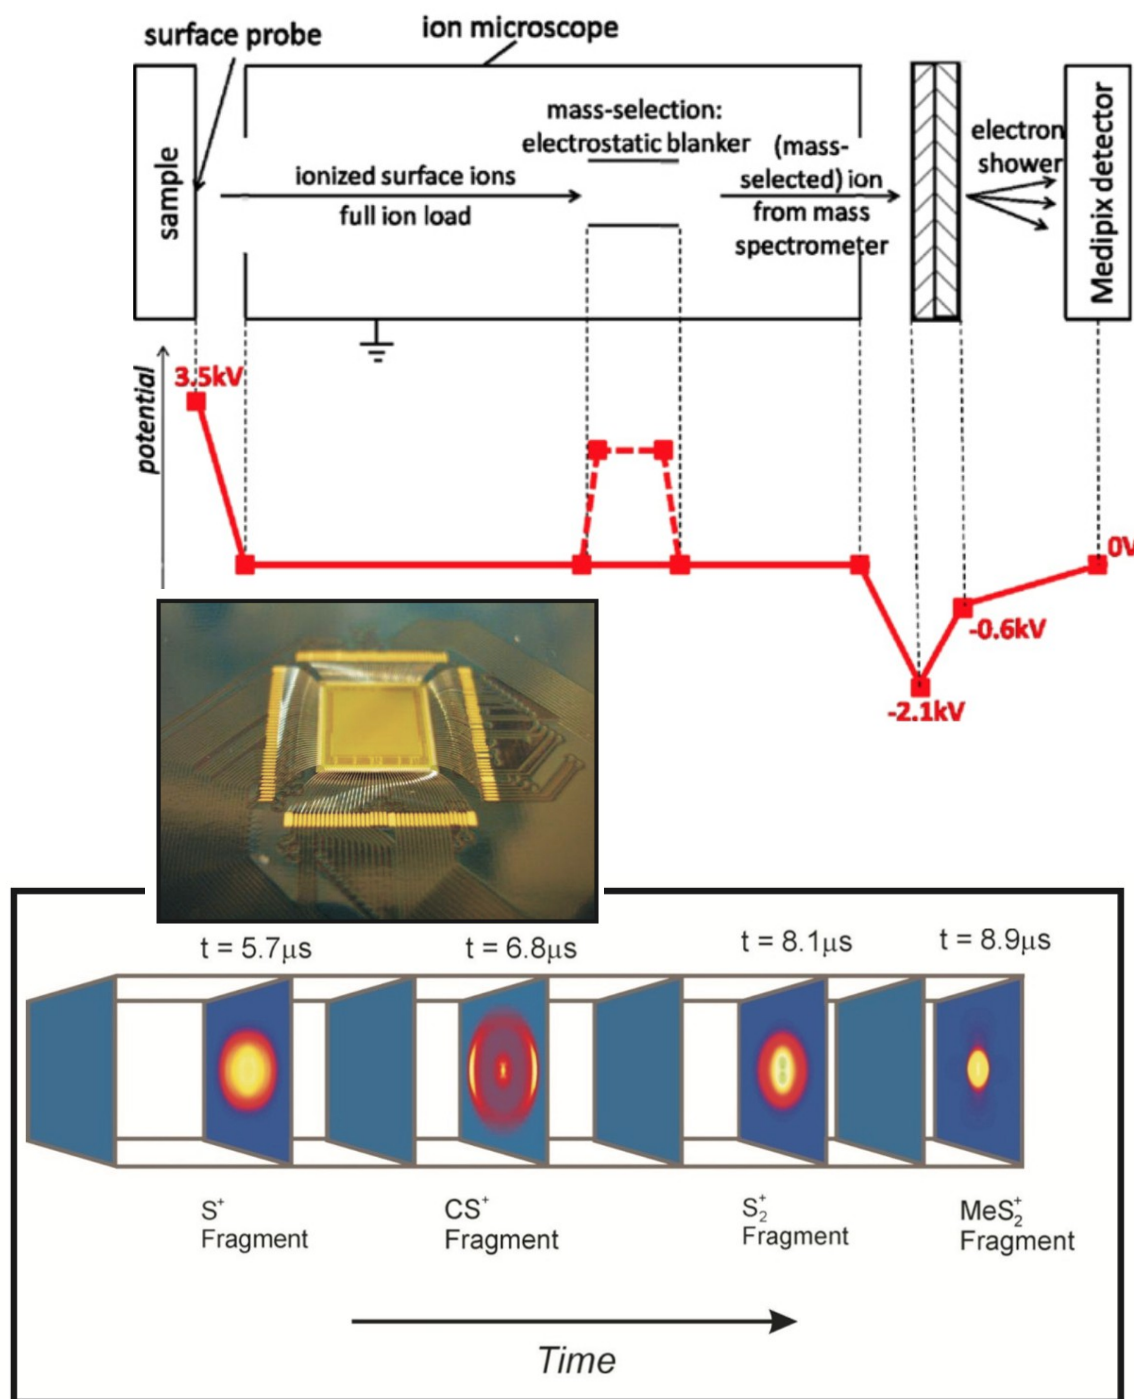 surface probe
ion microscope
sample
mass-selection:
electrostatic blanker
ionized surface ions
full ion load
(mass-
selected) ion
from mass
spectrometer
electron
shower
Medipix detector
potential
3.5kV
0V
-0.6kV
-2.1kV
t = 5.7μs
t = 6.8μs
t = 8.1μs
t = 8.9μs
S⁺
Fragment
CS⁺
Fragment
S₂⁺
Fragment
MeS₂⁺
Fragment
Time